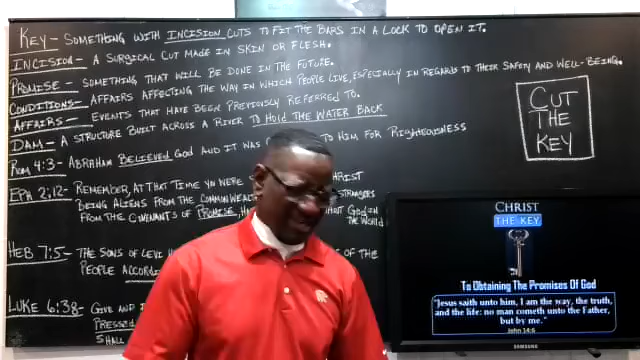 KEY - SOMETHING WITH INCISION CUTS TO FIT THE BARS IN A LOCK TO OPEN IT.
INCISION - A SURGICAL CUT MADE IN SKIN OR FLESH.
PROMISE - SOMETHING THAT WILL BE DONE IN THE FUTURE.
CONDITIONS - AFFAIRS AFFECTING THE WAY IN WHICH PEOPLE LIVE, ESPECIALLY IN REGARDS TO THEIR SAFETY AND WELL-BEING.
AFFAIRS - EVENTS THAT HAVE BEEN PREVIOUSLY REFERRED TO.
DAM - A STRUCTURE BUILT ACROSS A RIVER TO HOLD THE WATER BACK
ROM 4:3 - ABRAHAM BELIEVED GOD AND IT WAS TO HIM FOR RIGHTEOUSNESS
EPH 2:12 - REMEMBER, AT THAT TIME YN WERE CHRIST
BEING ALIENS FROM THE COMMONWEAL STRANGERS
FROM THE COVENANTS OF PROMISE, GOD IN
THE WORLD
HEB 7:5 - THE SONS OF LEVI OF THE
PEOPLE
LUKE 6:38 - GIVE AND
PRESSED
SHALL
CUT
THE
KEY
CHRIST
THE KEY
To Obtaining The Promises Of God
"Jesus saith unto him, I am the way, the truth,
and the life: no man cometh unto the Father,
but by me."
John 14:6
SAMSUNG